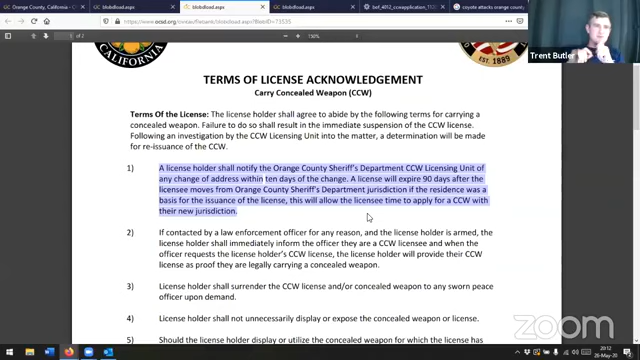 Orange County, California
blobdload.aspx
blobdload.aspx
blobdload.aspx
bof_4012_ccwapplication_1120
coyote attacks orange county
https://www.ocsd.org/civicax/filebank/blobdload.aspx?BlobID=73535
1 of 2
150%
Trent Butler
CALIFORNIA
EST. 1889
TERMS OF LICENSE ACKNOWLEDGEMENT
Carry Concealed Weapon (CCW)
Terms Of the License: The license holder shall agree to abide by the following terms for carrying a
concealed weapon. Failure to do so shall result in the immediate suspension of the CCW license.
Following an investigation by the CCW Licensing Unit into the matter, a determination will be made for
re-issuance of the CCW.
1) A license holder shall notify the Orange County Sheriff's Department CCW Licensing Unit of
any change of address within ten days of the change. A license will expire 90 days after the
licensee moves from Orange County Sheriff's Department jurisdiction if the residence was a
basis for the issuance of the license, this will allow the licensee time to apply for a CCW with
their new jurisdiction.
2) If contacted by a law enforcement officer for any reason, and the license holder is armed, the
license holder shall immediately inform the officer they are a CCW licensee and when the
officer requests the license holder's CCW license, the license holder will provide their CCW
license as proof they are legally carrying a concealed weapon.
3) License holder shall surrender the CCW license and/or concealed weapon to any sworn peace
officer upon demand.
4) License holder shall not unnecessarily display or expose the concealed weapon or license.
5) Should the license holder display or utilize the concealed weapon for which the license has
zoom
20:12
26-May-20